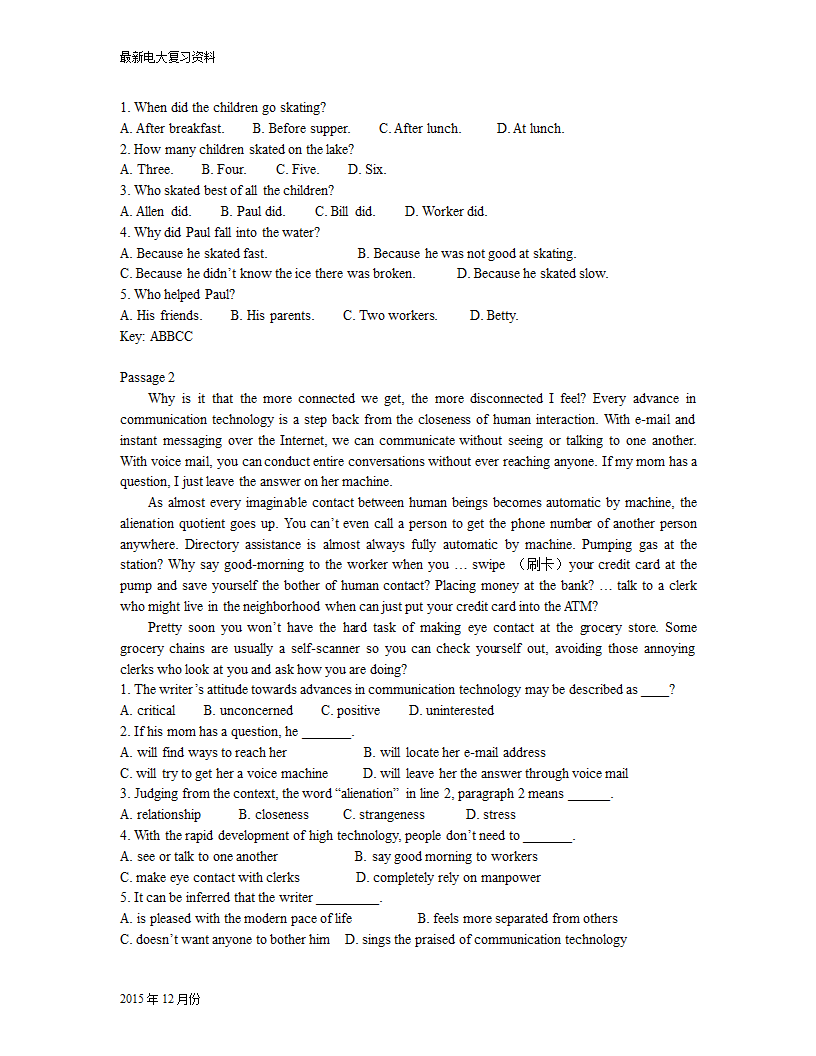 最新电大复习资料
1. When did the children go skating?
A. After breakfast. B. Before supper. C. After lunch. D. At lunch.
2. How many children skated on the lake?
A. Three. B. Four. C. Five. D. Six.
3. Who skated best of all the children?
A. Allen did. B. Paul did. C. Bill did. D. Worker did.
4. Why did Paul fall into the water?
A. Because he skated fast. B. Because he was not good at skating.
C. Because he didn’t know the ice there was broken. D. Because he skated slow.
5. Who helped Paul?
A. His friends. B. His parents. C. Two workers. D. Betty.
Key: ABBCC
Passage 2
Why is it that the more connected we get, the more disconnected I feel? Every advance in
communication technology is a step back from the closeness of human interaction. With e-mail and
instant messaging over the Internet, we can communicate without seeing or talking to one another.
With voice mail, you can conduct entire conversations without ever reaching anyone. If my mom has a
question, I just leave the answer on her machine.
As almost every imaginable contact between human beings becomes automatic by machine, the
alienation quotient goes up. You can’t even call a person to get the phone number of another person
anywhere. Directory assistance is almost always fully automatic by machine. Pumping gas at the
station? Why say good-morning to the worker when you … swipe （刷卡）your credit card at the
pump and save yourself the bother of human contact? Placing money at the bank? … talk to a clerk
who might live in the neighborhood when can just put your credit card into the ATM?
Pretty soon you won’t have the hard task of making eye contact at the grocery store. Some
grocery chains are usually a self-scanner so you can check yourself out, avoiding those annoying
clerks who look at you and ask how you are doing?
1. The writer’s attitude towards advances in communication technology may be described as ____?
A. critical B. unconcerned C. positive D. uninterested
2. If his mom has a question, he _______.
A. will find ways to reach her B. will locate her e-mail address
C. will try to get her a voice machine D. will leave her the answer through voice mail
3. Judging from the context, the word “alienation” in line 2, paragraph 2 means ______.
A. relationship B. closeness C. strangeness D. stress
4. With the rapid development of high technology, people don’t need to _______.
A. see or talk to one another B. say good morning to workers
C. make eye contact with clerks D. completely rely on manpower
5. It can be inferred that the writer _________.
A. is pleased with the modern pace of life B. feels more separated from others
C. doesn’t want anyone to bother him D. sings the praised of communication technology
2015 年 12 月份